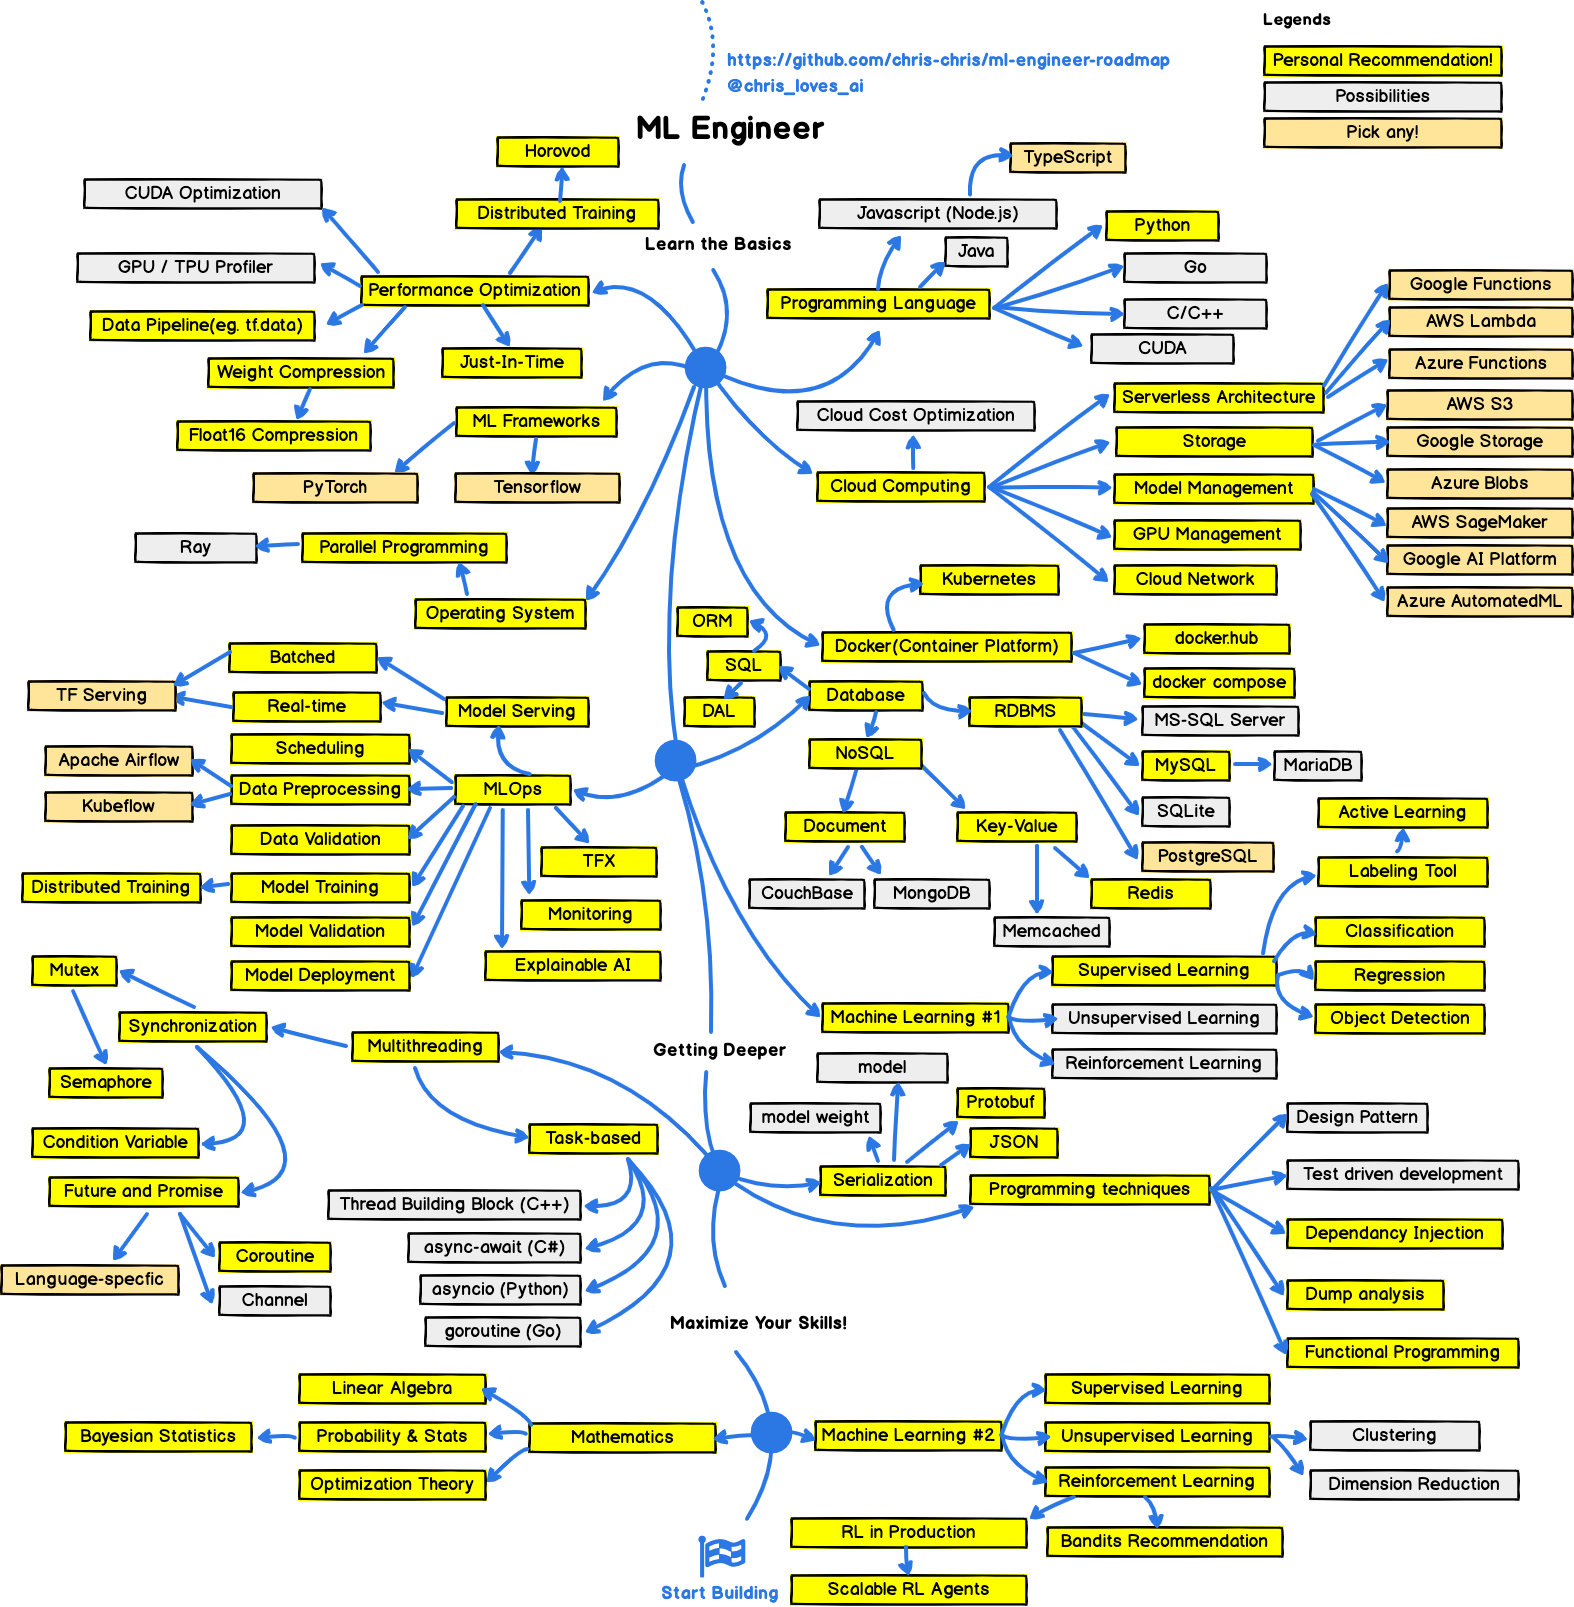 Legends
https://github.com/chris-chris/ml-engineer-roadmap
Personal Recommendation!
@chris_loves_ai
Possibilities
ML Engineer
Pick any!
Horovod
TypeScript
CUDA Optimization
Distributed Training
Javascript (Node.js)
Python
Learn the Basics
Java
GPU / TPU Profiler
Go
Performance Optimization
Programming Language
Google Functions
C/C++
AWS Lambda
Data Pipeline(eg. tf.data)
CUDA
Just-In-Time
Azure Functions
Weight Compression
Serverless Architecture
AWS S3
Cloud Cost Optimization
ML Frameworks
Float16 Compression
Storage
Google Storage
PyTorch
Tensorflow
Cloud Computing
Model Management
Azure Blobs
AWS SageMaker
GPU Management
Ray
Parallel Programming
Google AI Platform
Kubernetes
Cloud Network
Azure AutomatedML
Operating System
ORM
docker.hub
Docker(Container Platform)
Batched
SQL
docker compose
TF Serving
Database
Real-time
Model Serving
DAL
RDBMS
MS-SQL Server
Scheduling
NoSQL
Apache Airflow
MySQL
MariaDB
Data Preprocessing
MLOps
Kubeflow
SQLite
Active Learning
Document
Key-Value
Data Validation
TFX
PostgreSQL
Labeling Tool
Distributed Training
Model Training
CouchBase
MongoDB
Redis
Monitoring
Model Validation
Memcached
Classification
Explainable AI
Mutex
Model Deployment
Supervised Learning
Regression
Synchronization
Machine Learning #1
Unsupervised Learning
Object Detection
Multithreading
Getting Deeper
Reinforcement Learning
model
Semaphore
Protobuf
model weight
Design Pattern
Condition Variable
Task-based
JSON
Future and Promise
Serialization
Programming techniques
Test driven development
Thread Building Block (C++)
Dependancy Injection
Coroutine
async-await (C#)
Language-specfic
asyncio (Python)
Dump analysis
Channel
goroutine (Go)
Maximize Your Skills!
Functional Programming
Linear Algebra
Supervised Learning
Bayesian Statistics
Probability & Stats
Mathematics
Machine Learning #2
Unsupervised Learning
Clustering
Optimization Theory
Reinforcement Learning
Dimension Reduction
RL in Production
Bandits Recommendation
Start Building
Scalable RL Agents